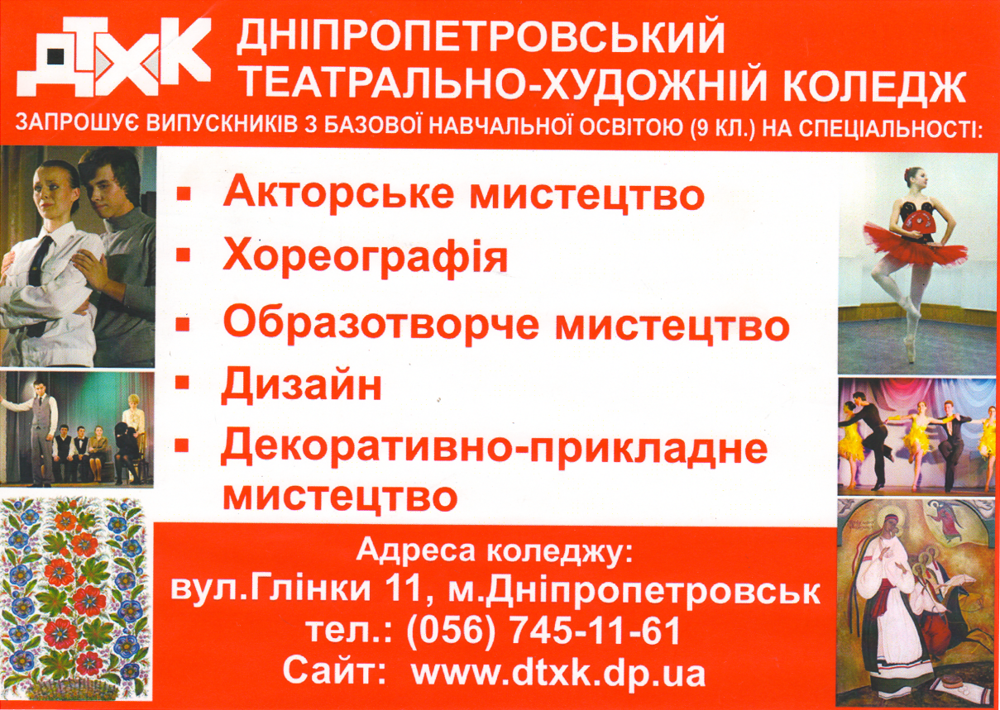 ДТХК
ДНІПРОПЕТРОВСЬКИЙ
ТЕАТРАЛЬНО-ХУДОЖНІЙ КОЛЕДЖ
ЗАПРОШУЄ ВИПУСКНИКІВ З БАЗОВОЇ НАВЧАЛЬНОЇ ОСВІТОЮ (9 КЛ.) НА СПЕЦІАЛЬНОСТІ:
▪ Акторське мистецтво
▪ Хореографія
▪ Образотворче мистецтво
▪ Дизайн
▪ Декоративно-прикладне
мистецтво
Адреса коледжу:
вул.Глінки 11, м.Дніпропетровськ
тел.: (056) 745-11-61
Сайт: www.dtxk.dp.ua